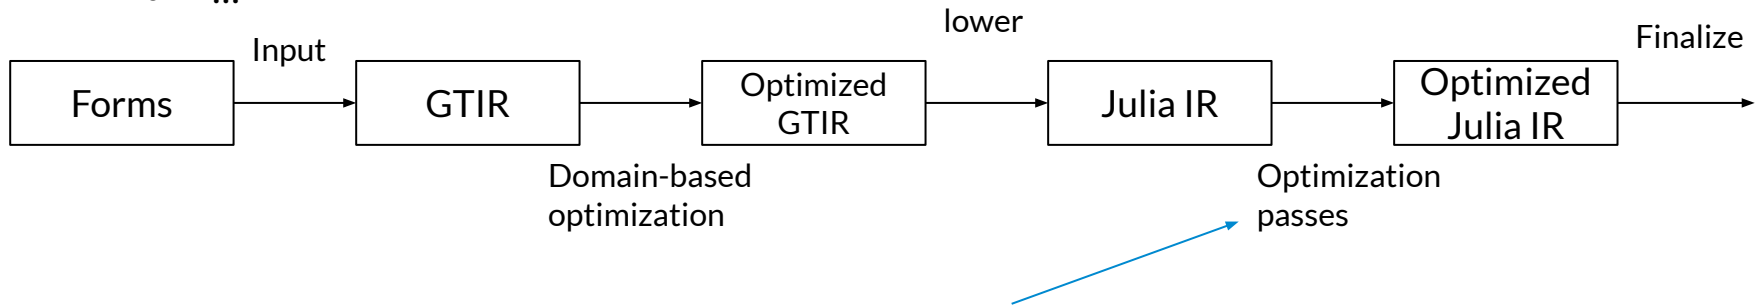 lower
Finalize
Input
Forms
GTIR
Optimized
GTIR
Julia IR
Optimized
Julia IR
Domain-based
optimization
Optimization
passes